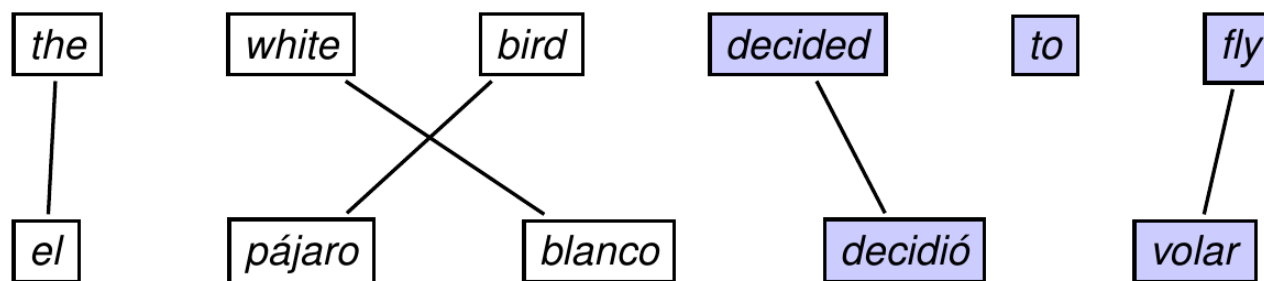 the white bird decided to fly
el pájaro blanco decidió volar